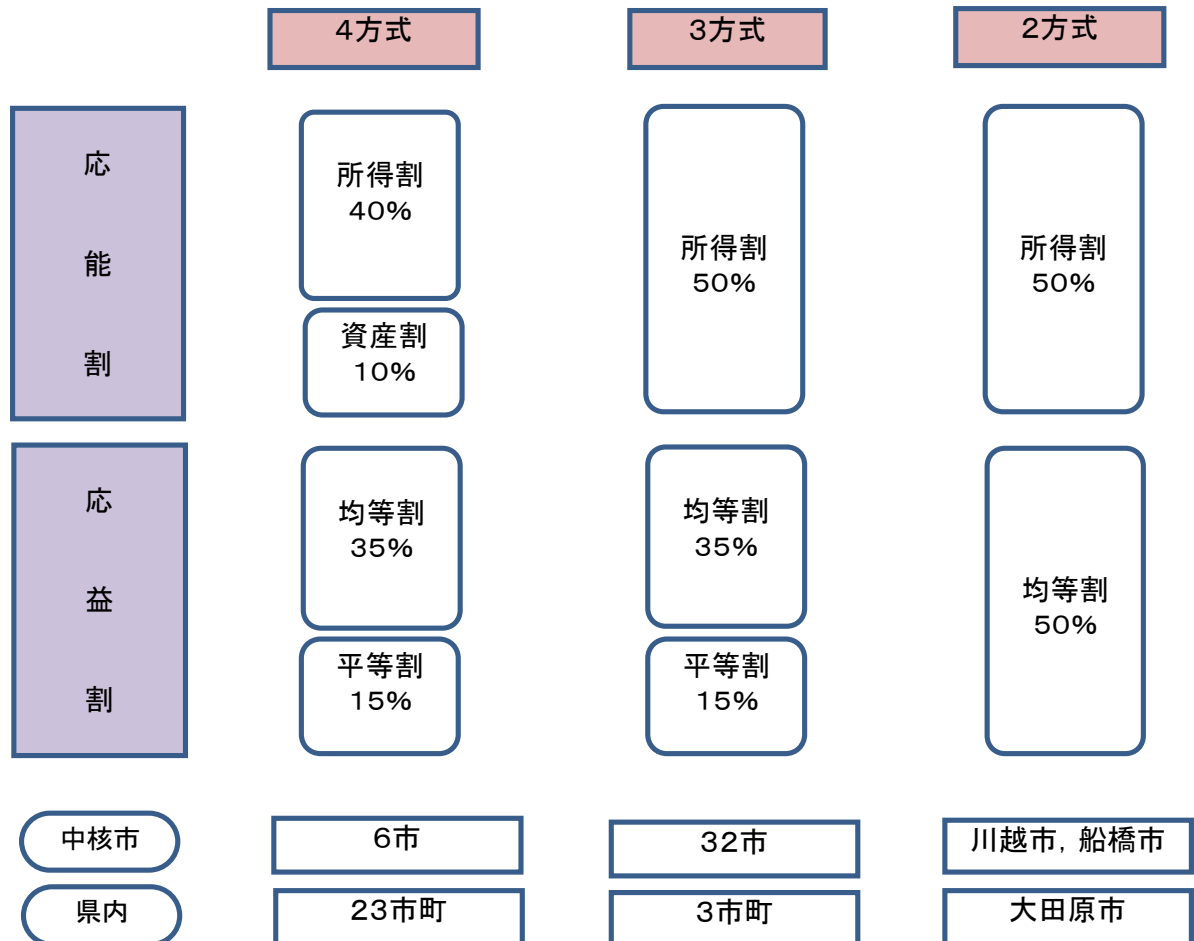 4方式
3方式
2方式
応
能
割
所得割
40%
資産割
10%
所得割
50%
所得割
50%
応
益
割
均等割
35%
平等割
15%
均等割
35%
平等割
15%
均等割
50%
中核市
6市
32市
川越市, 船橋市
県内
23市町
3市町
大田原市